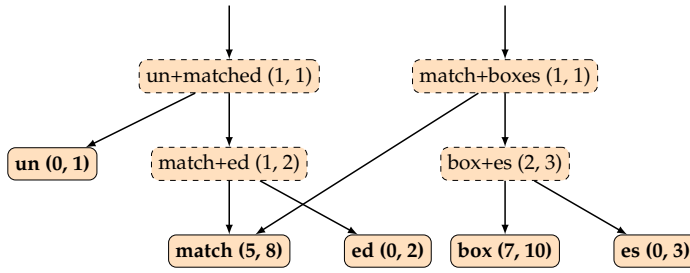 un+matched (1, 1) match+boxes (1, 1)
un (0, 1) match+ed (1, 2) box+es (2, 3)
match (5, 8) ed (0, 2) box (7, 10) es (0, 3)